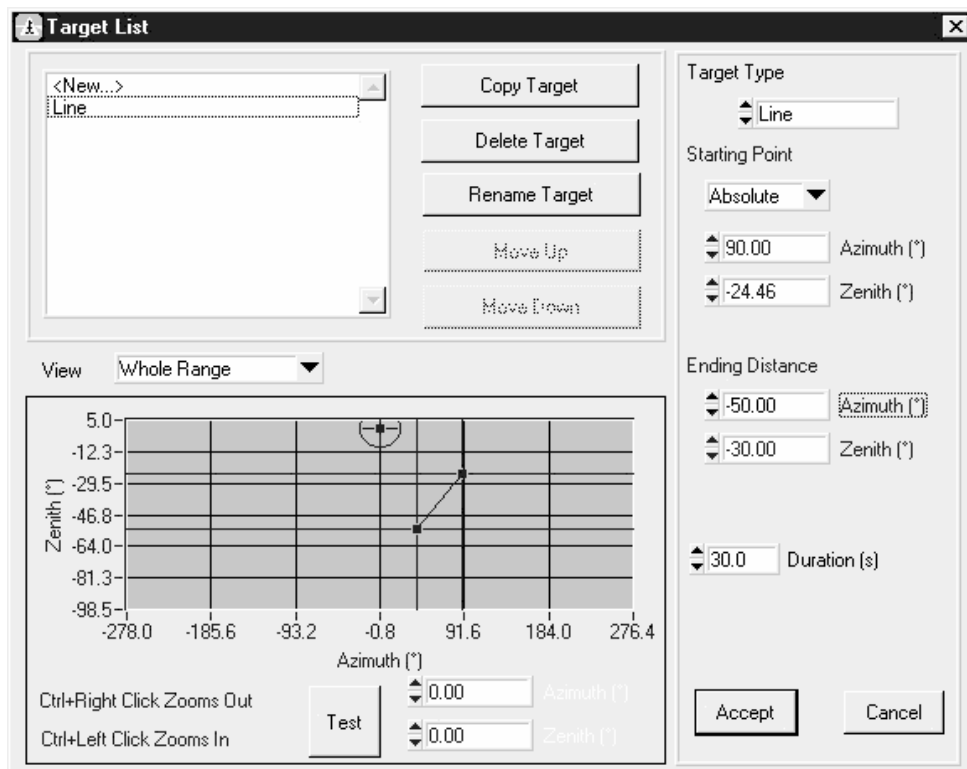 Target List
<New...>
Line
Copy Target
Delete Target
Rename Target
Move Up
Move Down
View
Whole Range
Zenith (°)
5.0
-12.3
-29.5
-46.8
-64.0
-81.3
-98.5
-278.0 -185.6 -93.2 -0.8 91.6 184.0 276.4
Azimuth (°)
Ctrl+Right Click Zooms Out
Ctrl+Left Click Zooms In
Test
0.00 Azimuth (°)
0.00 Zenith (°)
Target Type
Line
Starting Point
Absolute
90.00 Azimuth (°)
-24.46 Zenith (°)
Ending Distance
-50.00 Azimuth (°)
-30.00 Zenith (°)
30.0 Duration (s)
Accept
Cancel